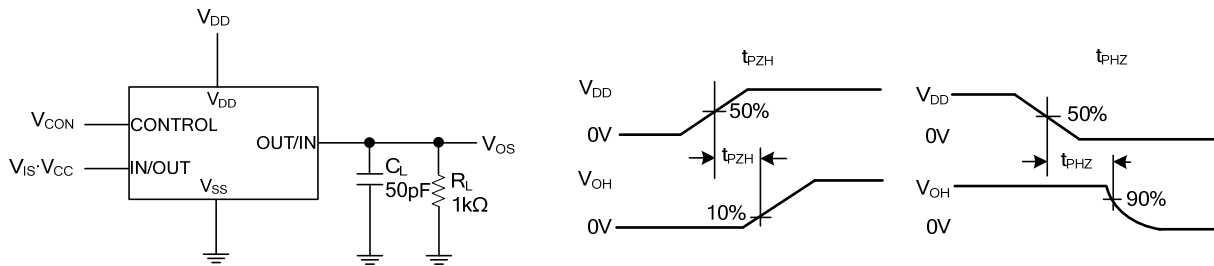 VDD
VDD
VCON
CONTROL
VIS·VCC
IN/OUT
VSS
OUT/IN
VOS
CL
50pF
RL
1kΩ
tPZH
VDD
50%
0V
tPZH
VOH
10%
0V
tPHZ
VDD
50%
0V
tPHZ
VOH
90%
0V